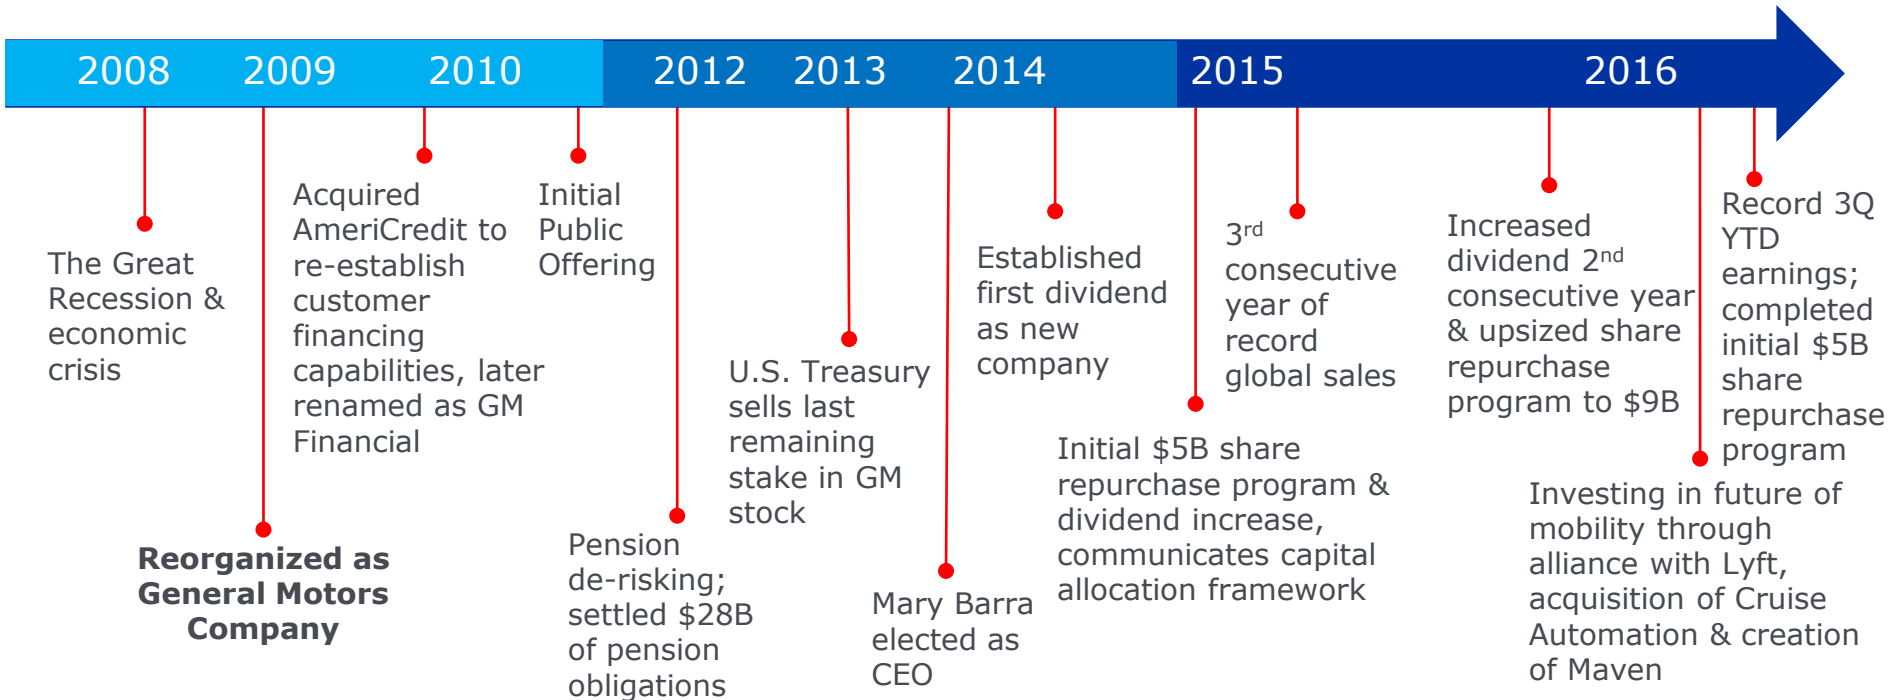 2008 2009 2010 2012 2013 2014 2015 2016
The Great
Recession &
economic
crisis
Reorganized as
General Motors
Company
Acquired
AmeriCredit to
re-establish
customer
financing
capabilities, later
renamed as GM
Financial
Initial
Public
Offering
Pension
de-risking;
settled $28B
of pension
obligations
U.S. Treasury
sells last
remaining
stake in GM
stock
Mary Barra
elected as
CEO
Established
first dividend
as new
company
Initial $5B share
repurchase program &
dividend increase,
communicates capital
allocation framework
3rd
consecutive
year of
record
global sales
Increased
dividend 2nd
consecutive year
& upsized share
repurchase
program to $9B
Investing in future of
mobility through
alliance with Lyft,
acquisition of Cruise
Automation & creation
of Maven
Record 3Q
YTD
earnings;
completed
initial $5B
share
repurchase
program